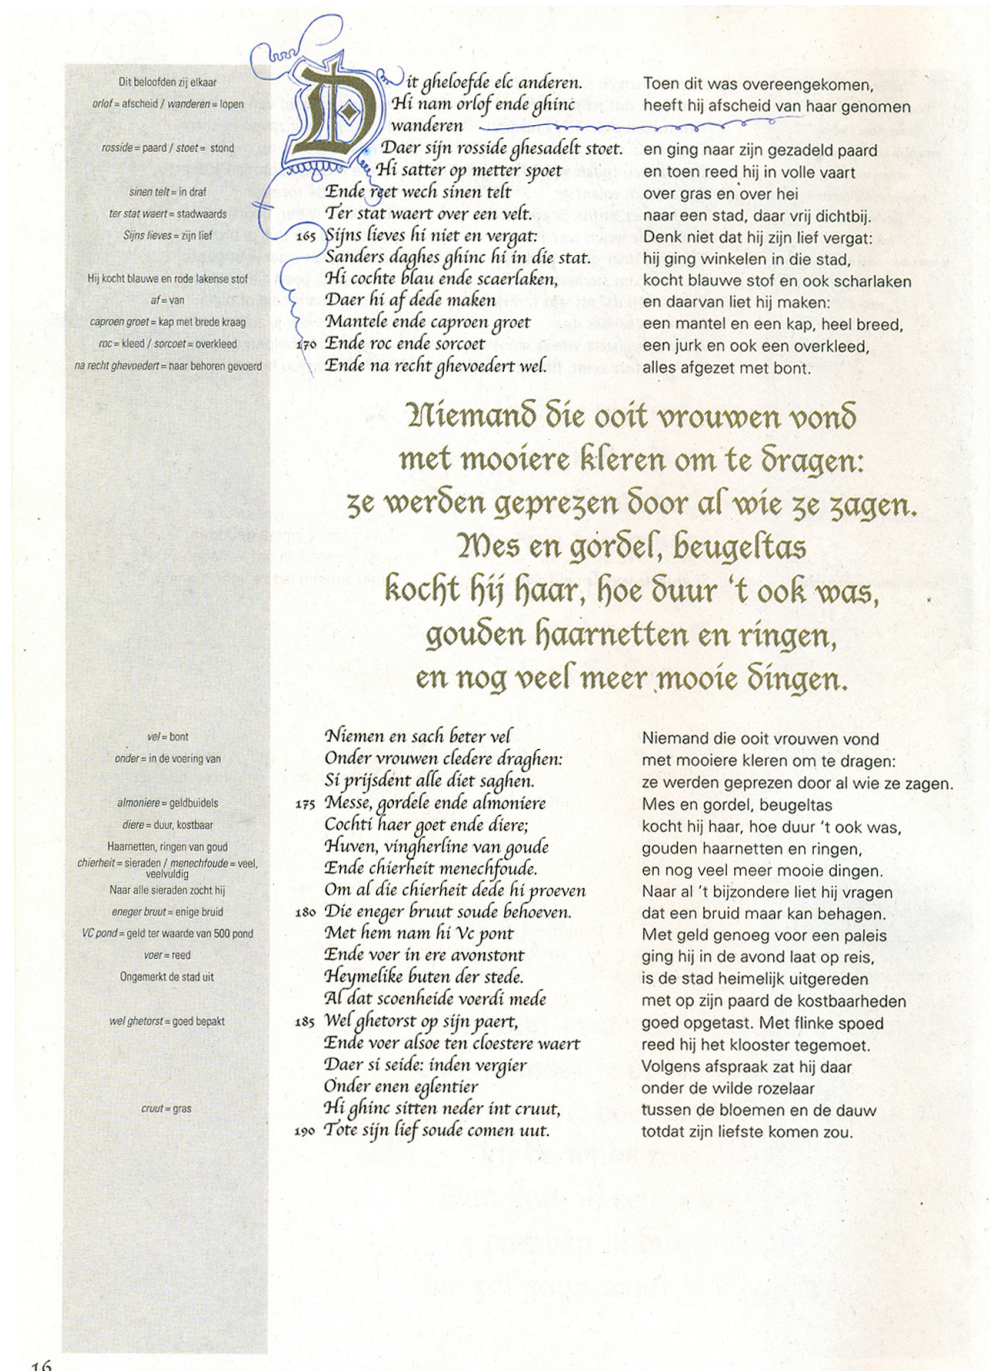 Dit beloofden zij elkaar
orlof = afscheid / wanderen = lopen
rosside = paard / stoet = stond
sinen telt = in draf
ter stat waert = stadwaards
Sijns lieves = zijn lief
Hij kocht blauwe en rode lakense stof
af = van
caproen groet = kap met brede kraag
roc = kleed / sorcoet = overkleed
na recht ghevoedert = naar behoren gevoerd
Dit gheloefde elc anderen.
Hi nam orlof ende ghinc
wanderen
Daer sijn rosside ghesadelt stoet.
Hi satter op metter spoet
Ende reet wech sinen telt
Ter stat waert over een velt.
165 Sijns lieves hi niet en vergat:
Sanders daghes ghinc hi in die stat.
Hi cochte blau ende scaerlaken,
Daer hi af dede maken
Mantele ende caproen groet
170 Ende roc ende sorcoet
Ende na recht ghevoedert wel.
Toen dit was overeengekomen,
heeft hij afscheid van haar genomen
en ging naar zijn gezadeld paard
en toen reed hij in volle vaart
over gras en over hei
naar een stad, daar vrij dichtbij.
Denk niet dat hij zijn lief vergat:
hij ging winkelen in die stad,
kocht blauwe stof en ook scharlaken
en daarvan liet hij maken:
een mantel en een kap, heel breed,
een jurk en ook een overkleed,
alles afgezet met bont.
Niemand die ooit vrouwen vond
met mooiere kleren om te dragen:
ze werden geprezen door al wie ze zagen.
Mes en gordel, beugeltas
kocht hij haar, hoe duur 't ook was,
gouden haarnetten en ringen,
en nog veel meer mooie dingen.
vel = bont
onder = in de voering van
almoniere = geldbuidels
diere = duur, kostbaar
Haarnetten, ringen van goud
chierheit = sieraden / menechfoude = veel,
veelvuldig
Naar alle sieraden zocht hij
eneger bruut = enige bruid
VC pond = geld ter waarde van 500 pond
voer = reed
Ongemerkt de stad uit
wel ghetorst = goed bepakt
cruut = gras
Niemen en sach beter vel
Onder vrouwen cledere draghen:
Si prijsdent alle diet saghen.
175 Messe, gordele ende almoniere
Cochti haer goet ende diere;
Huven, vingherline van goude
Ende chierheit menechfoude.
Om al die chierheit dede hi proeven
180 Die eneger bruut soude behoeven.
Met hem nam hi Vc pont
Ende voer in ere avonstont
Heymelike buten der stede.
Al dat scoenheide voerdi mede
185 Wel ghetorst op sijn paert,
Ende voer alsoe ten cloestere waert
Daer si seide: inden vergier
Onder enen eglentier
Hi ghinc sitten neder int cruut,
190 Tote sijn lief soude comen uut.
Niemand die ooit vrouwen vond
met mooiere kleren om te dragen:
ze werden geprezen door al wie ze zagen.
Mes en gordel, beugeltas
kocht hij haar, hoe duur 't ook was,
gouden haarnetten en ringen,
en nog veel meer mooie dingen.
Naar al 't bijzondere liet hij vragen
dat een bruid maar kan behagen.
Met geld genoeg voor een paleis
ging hij in de avond laat op reis,
is de stad heimelijk uitgereden
met op zijn paard de kostbaarheden
goed opgetast. Met flinke spoed
reed hij het klooster tegemoet.
Volgens afspraak zat hij daar
onder de wilde rozelaar
tussen de bloemen en de dauw
totdat zijn liefste komen zou.
16